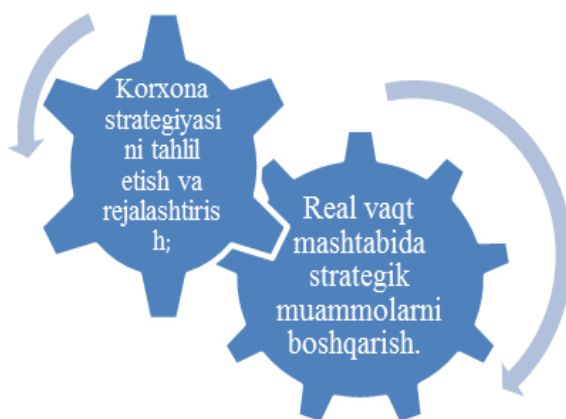 Korxona
strategiyasi
ni tahlil
etish va
rejalashtiris
h;
Real vaqt
mashtabida
strategik
muammolarni
boshqarish.